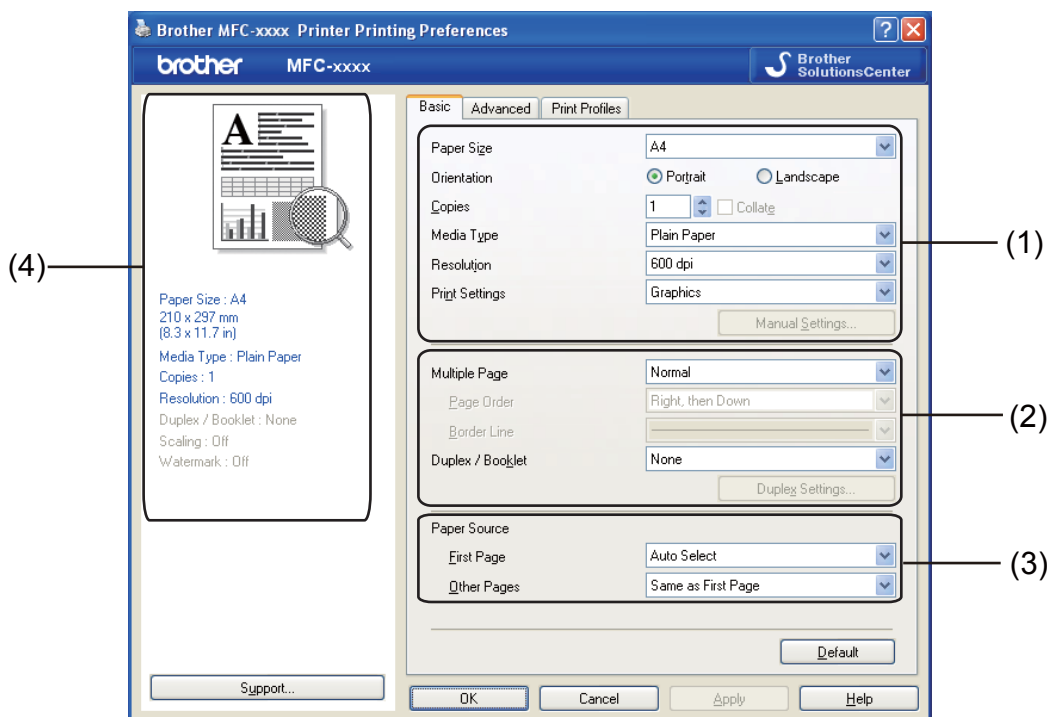 Brother MFC-xxxx Printer Printing Preferences
brother MFC-xxxx
Brother
SolutionsCenter
A
Paper Size : A4
210 x 297 mm
(8.3 x 11.7 in)
Media Type : Plain Paper
Copies : 1
Resolution : 600 dpi
Duplex / Booklet : None
Scaling : Off
Watermark : Off
Support...
(4)
Basic Advanced Print Profiles
Paper Size A4
Orientation Portrait Landscape
Copies 1 Collate
Media Type Plain Paper
Resolution 600 dpi
Print Settings Graphics
Manual Settings...
(1)
Multiple Page Normal
Page Order Right, then Down
Border Line
Duplex / Booklet None
Duplex Settings...
(2)
Paper Source
First Page Auto Select
Other Pages Same as First Page
(3)
Default
OK Cancel Apply Help